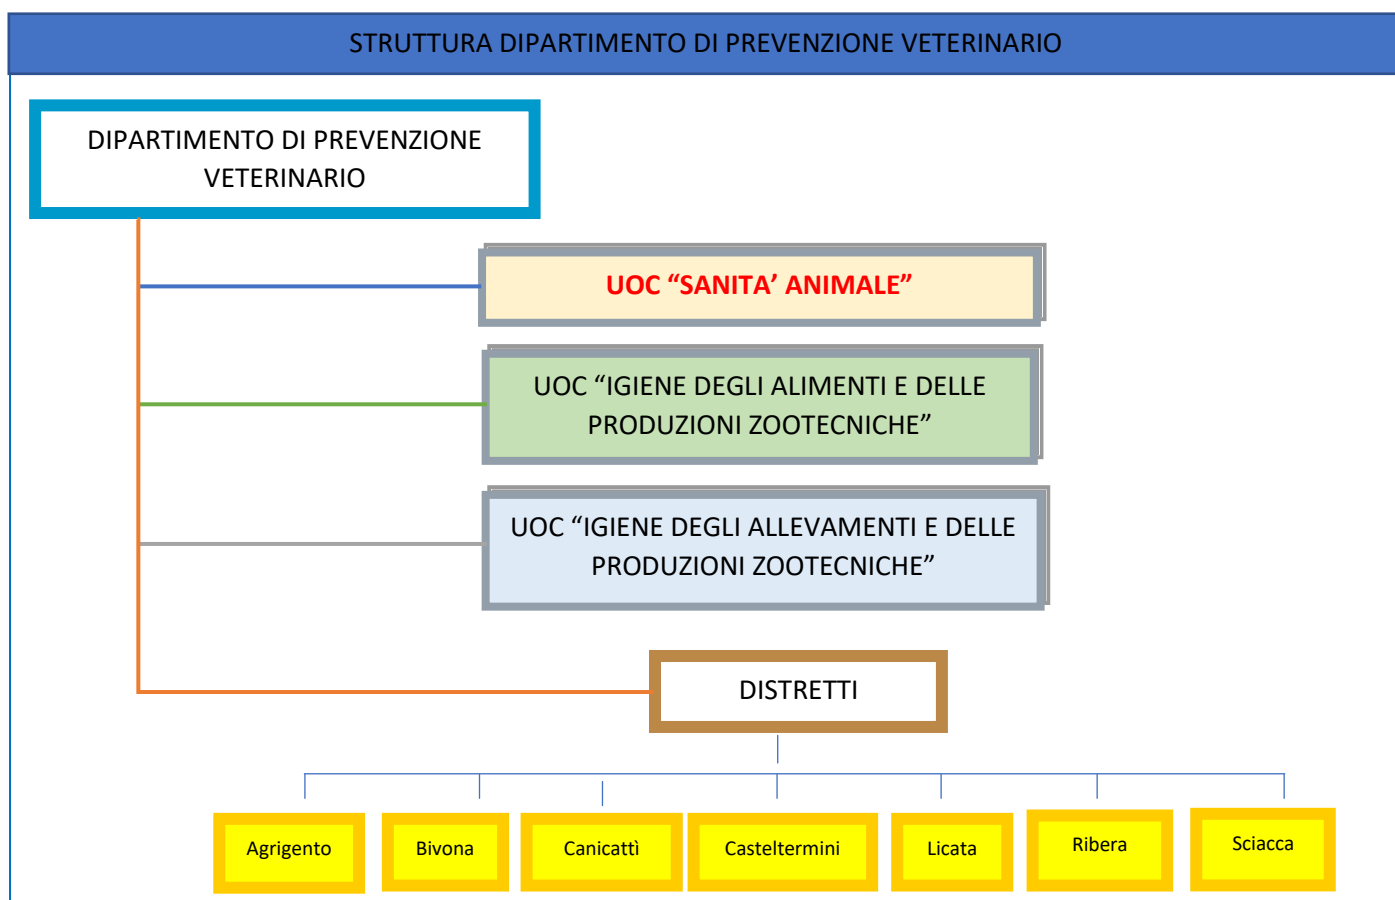 STRUTTURA DIPARTIMENTO DI PREVENZIONE VETERINARIO
DIPARTIMENTO DI PREVENZIONE
VETERINARIO
UOC “SANITA’ ANIMALE”
UOC “IGIENE DEGLI ALIMENTI E DELLE
PRODUZIONI ZOOTECNICHE”
UOC “IGIENE DEGLI ALLEVAMENTI E DELLE
PRODUZIONI ZOOTECNICHE”
DISTRETTI
Agrigento
Bivona
Canicattì
Casteltermini
Licata
Ribera
Sciacca